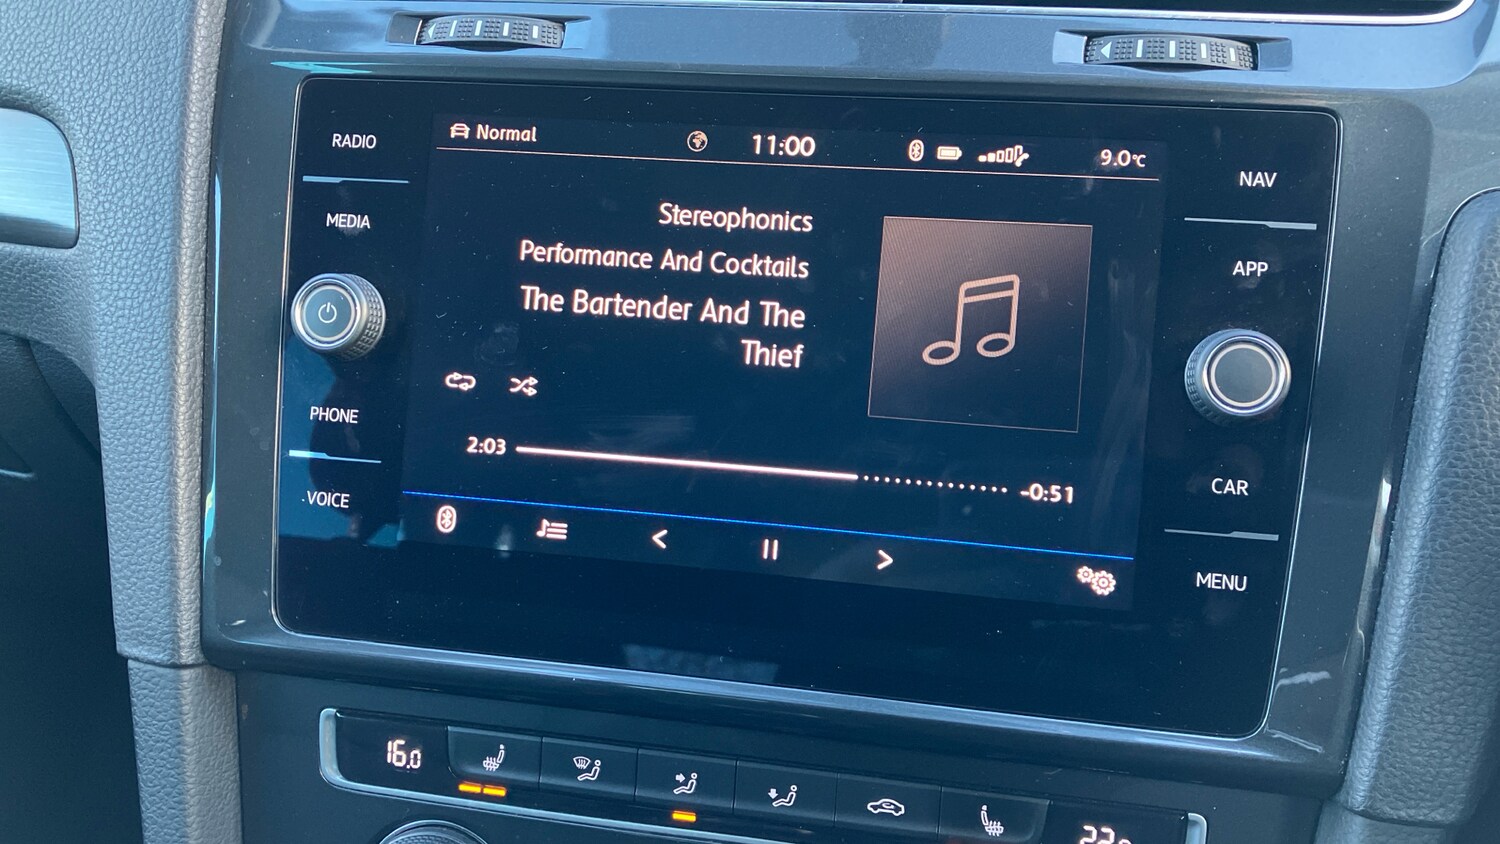 RADIO
MEDIA
PHONE
VOICE
Normal
11:00
9.0°C
Stereophonics
Performance And Cocktails
The Bartender And The
Thief
2:03
-0:51
NAV
APP
CAR
MENU
16.0